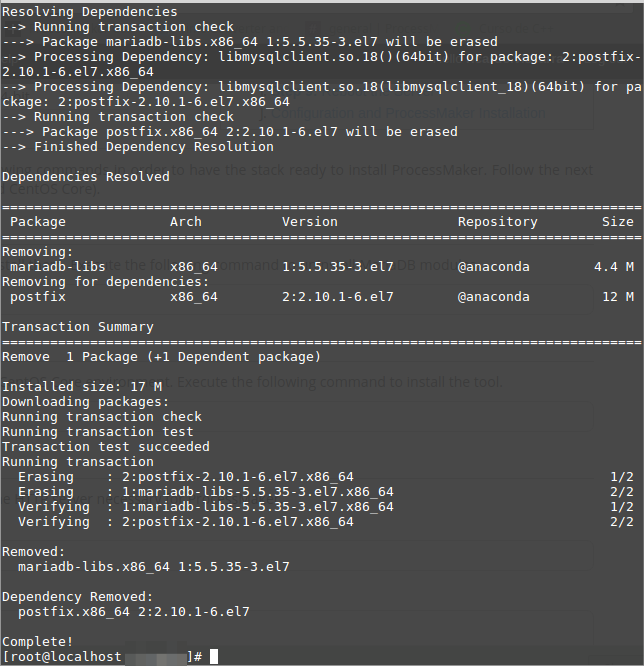 Resolving Dependencies
--> Running transaction check
---> Package mariadb-libs.x86_64 1:5.5.35-3.el7 will be erased
--> Processing Dependency: libmysqlclient.so.18()(64bit) for package: 2:postfix-
2.10.1-6.el7.x86_64
--> Processing Dependency: libmysqlclient.so.18(libmysqlclient_18)(64bit) for pa
ckage: 2:postfix-2.10.1-6.el7.x86_64
--> Running transaction check
---> Package postfix.x86_64 2:2.10.1-6.el7 will be erased
--> Finished Dependency Resolution
Dependencies Resolved
================================================================================
Package Arch Version Repository Size
================================================================================
Removing:
mariadb-libs x86_64 1:5.5.35-3.el7 @anaconda 4.4 M
Removing for dependencies:
postfix x86_64 2:2.10.1-6.el7 @anaconda 12 M
Transaction Summary
================================================================================
Remove  1 Package (+1 Dependent package)
Installed size: 17 M
Downloading packages:
Running transaction check
Running transaction test
Transaction test succeeded
Running transaction
Erasing    : 2:postfix-2.10.1-6.el7.x86_64 1/2
Erasing    : 1:mariadb-libs-5.5.35-3.el7.x86_64 2/2
Verifying  : 1:mariadb-libs-5.5.35-3.el7.x86_64 1/2
Verifying  : 2:postfix-2.10.1-6.el7.x86_64 2/2
Removed:
mariadb-libs.x86_64 1:5.5.35-3.el7
Dependency Removed:
postfix.x86_64 2:2.10.1-6.el7
Complete!
[root@localhost ]#